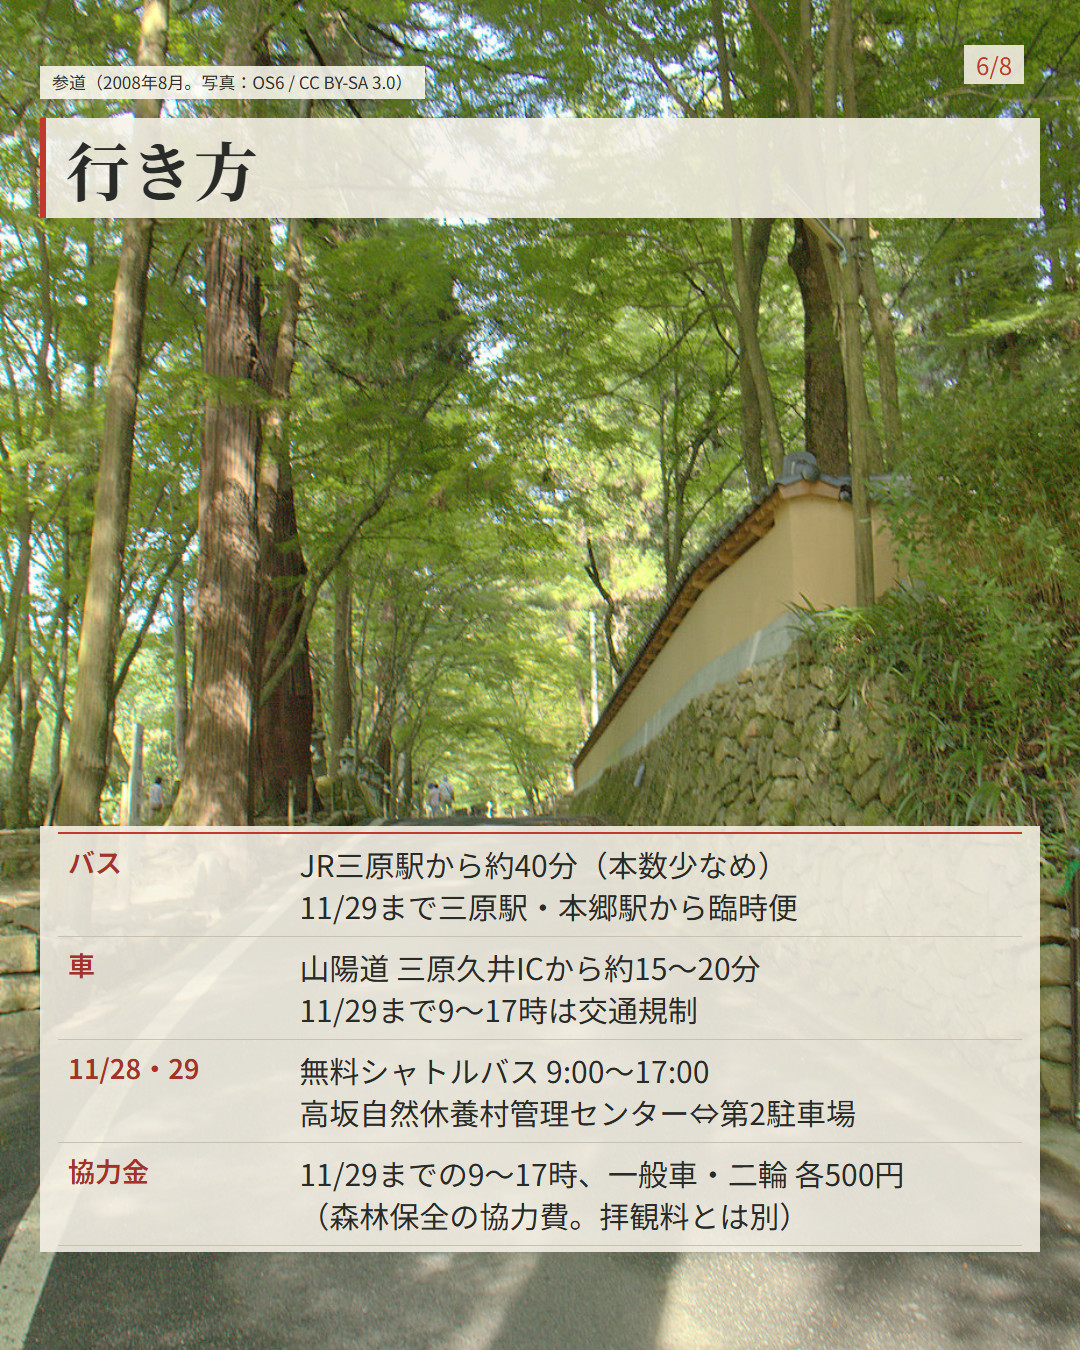 参道（2008年8月。写真：OS6 / CC BY-SA 3.0）
6/8
行き方
バス
JR三原駅から約40分（本数少なめ）
11/29まで三原駅・本郷駅から臨時便
車
山陽道 三原久井ICから約15～20分
11/29まで9～17時は交通規制
11/28・29
無料シャトルバス 9:00～17:00
高坂自然休養村管理センター⇔第2駐車場
協力金
11/29までの9～17時、一般車・二輪 各500円
（森林保全の協力費。拝観料とは別）